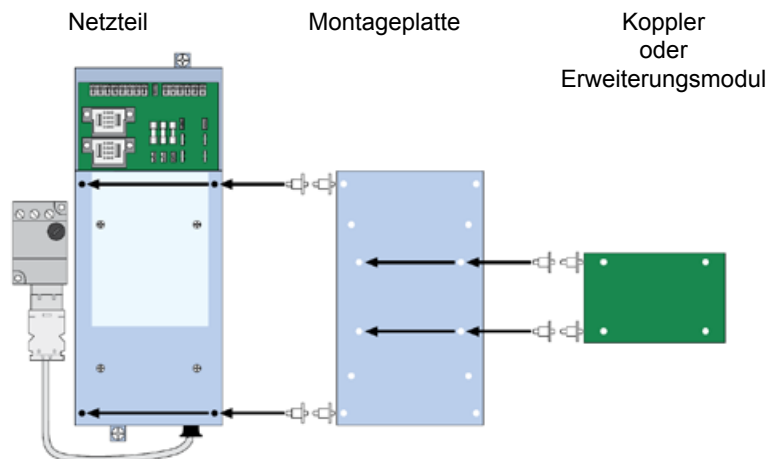 Netzteil
Montageplatte
Koppler
oder
Erweiterungsmodul